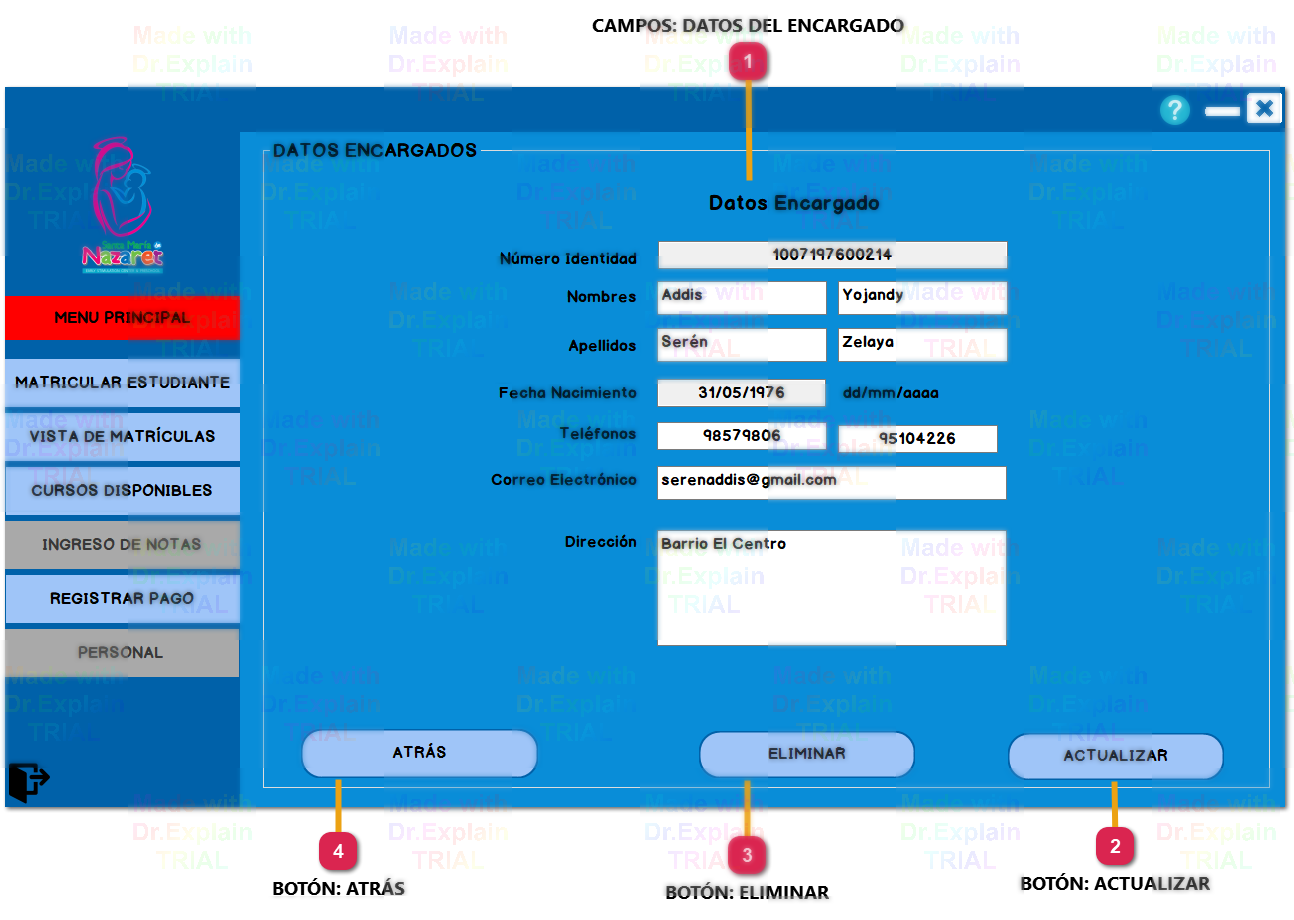 CAMPOS: DATOS DEL ENCARGADO
1
?
DATOS ENCARGADOS
Santa María de
Nazaret
Datos Encargado
Número Identidad 1007197600214
Nombres Addis Yojandy
Apellidos Serén Zelaya
Fecha Nacimiento 31/05/1976 dd/mm/aaaa
Teléfonos 98579806 95104226
Correo Electrónico serenaddis@gmail.com
Dirección Barrio El Centro
MENU PRINCIPAL
MATRICULAR ESTUDIANTE
VISTA DE MATRÍCULAS
CURSOS DISPONIBLES
INGRESO DE NOTAS
REGISTRAR PAGO
PERSONAL
ATRÁS ELIMINAR ACTUALIZAR
4 3 2
BOTÓN: ATRÁS BOTÓN: ELIMINAR BOTÓN: ACTUALIZAR
Made with
Dr.Explain
TRIAL